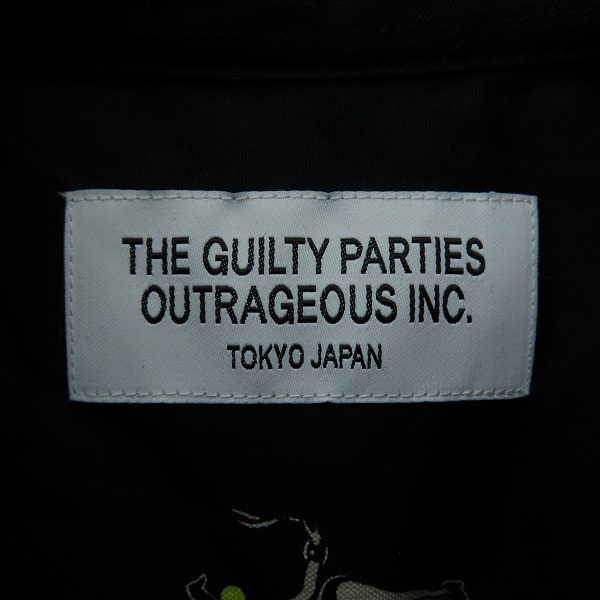 THE GUILTY PARTIES
OUTRAGEOUS INC.
TOKYO JAPAN